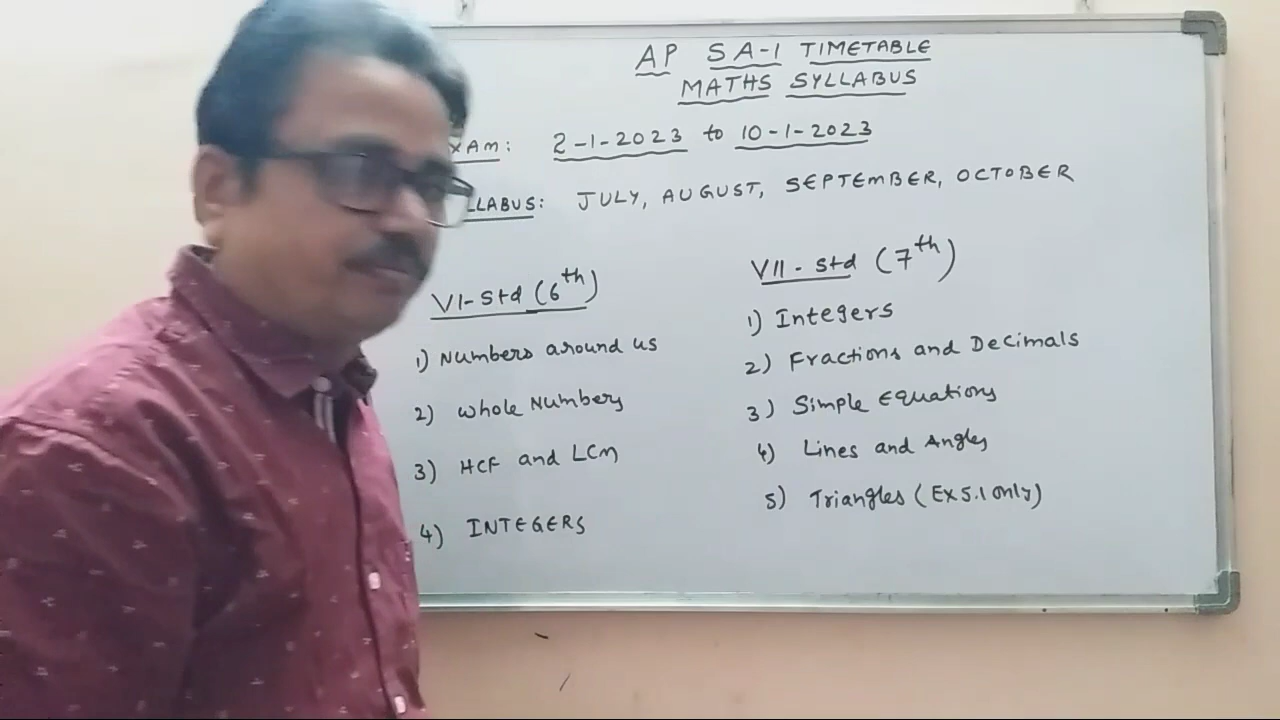 AP SA-1 TIMETABLE
MATHS SYLLABUS
XAM: 2-1-2023 to 10-1-2023
LLABUS: JULY, AUGUST, SEPTEMBER, OCTOBER
VI-Std (6th)
1) Numbers around us
2) Whole Numbers
3) HCF and LCM
4) INTEGERS
VII-Std (7th)
1) Integers
2) Fractions and Decimals
3) Simple Equations
4) Lines and Angles
5) Triangles (Ex 5.1 only)